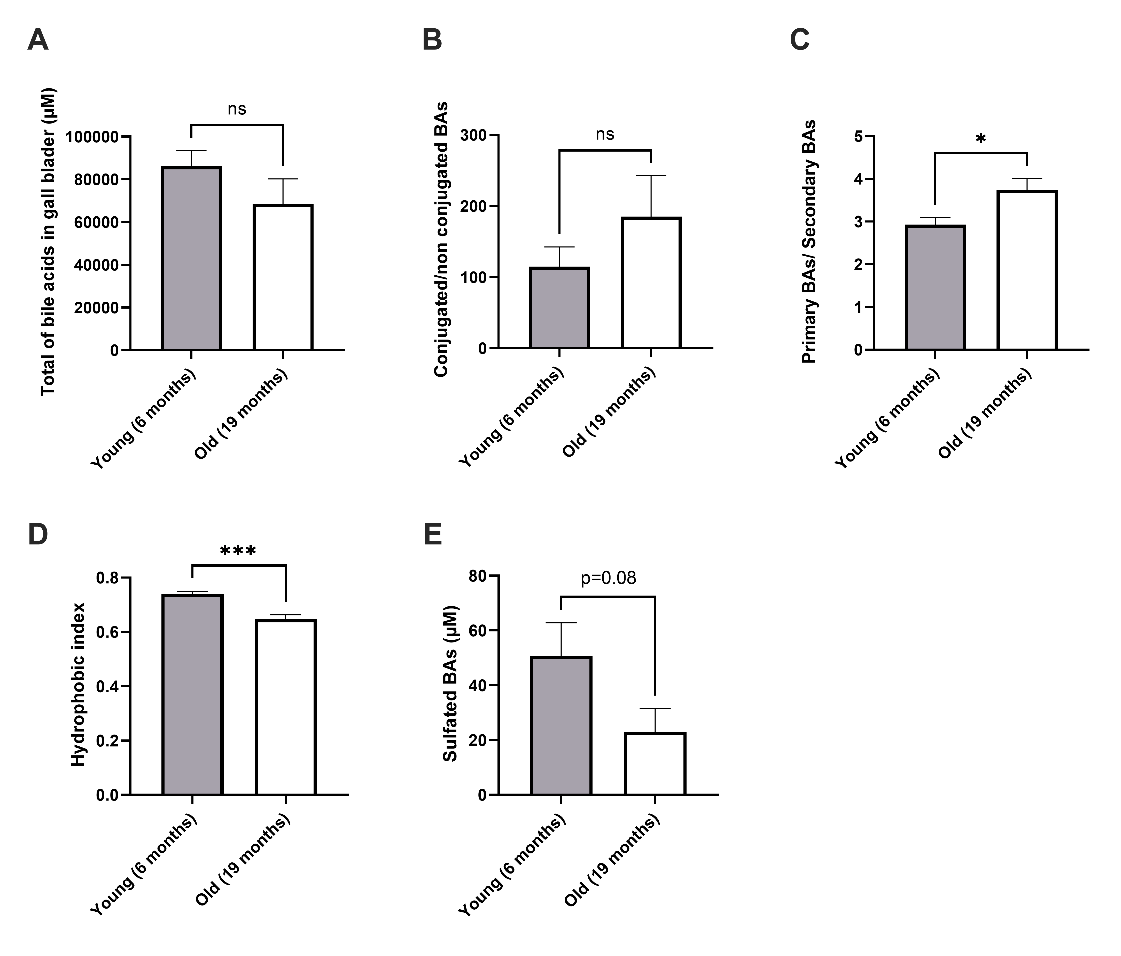 A
Total of bile acids in gall blader (µM)
100000
80000
60000
40000
20000
0
ns
Young (6 months)
Old (19 months)
B
Conjugated/non conjugated BAs
300
200
100
0
ns
Young (6 months)
Old (19 months)
C
Primary BAs/ Secondary BAs
5
4
3
2
1
0
*
Young (6 months)
Old (19 months)
D
Hydrophobic index
0.8
0.6
0.4
0.2
0.0
***
Young (6 months)
Old (19 months)
E
Sulfated BAs (µM)
80
60
40
20
0
p=0.08
Young (6 months)
Old (19 months)